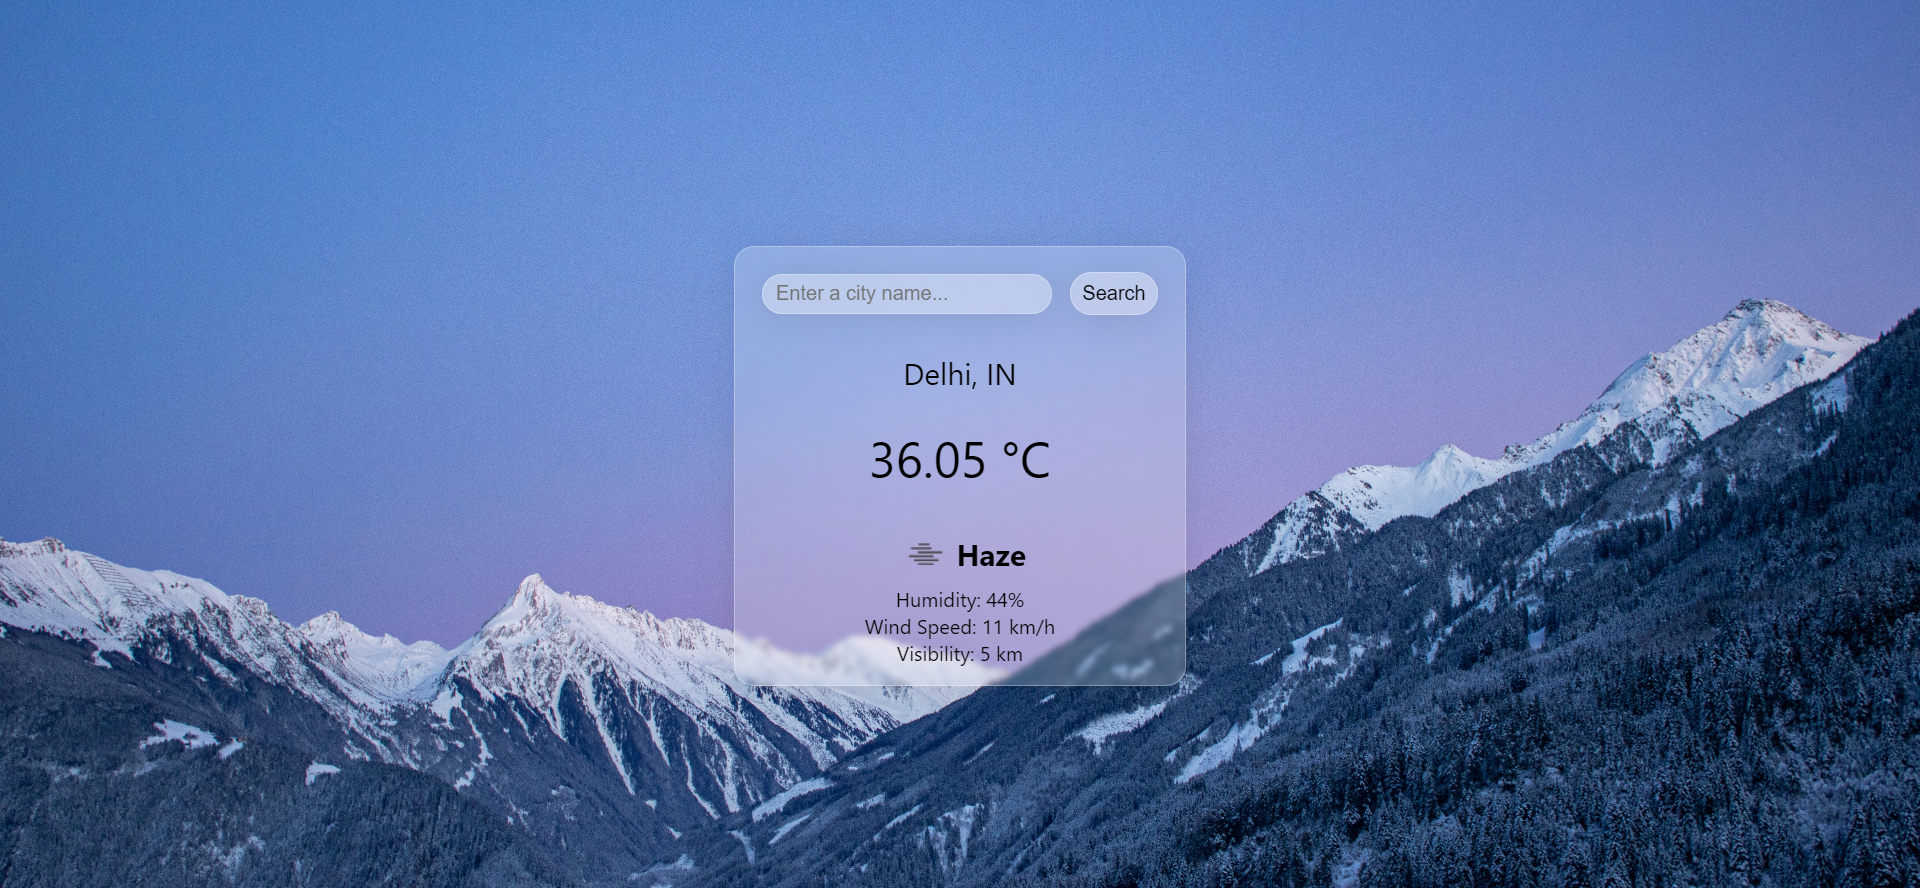 Enter a city name...
Search
Delhi, IN
36.05 °C
Haze
Humidity: 44%
Wind Speed: 11 km/h
Visibility: 5 km